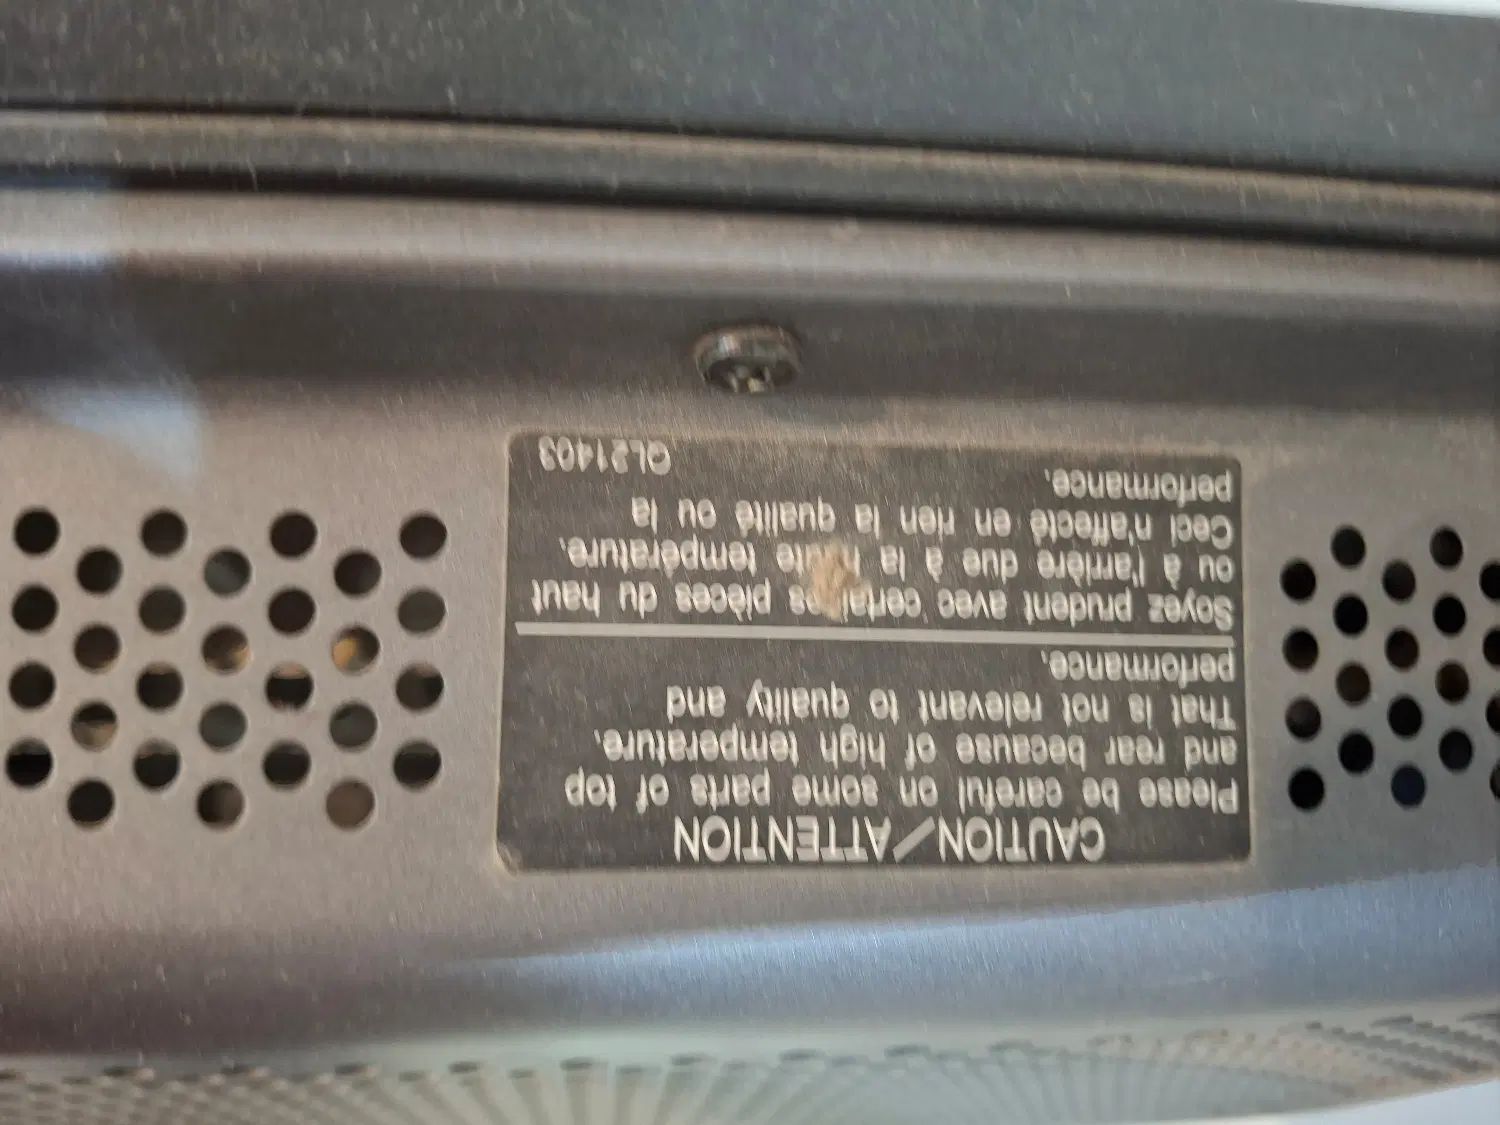 CAUTION/ATTENTION
Please be careful on some parts of top
and rear because of high temperature.
That is not relevant to quality and
performance.
Soyez prudent avec certaines pièces du haut
ou à l'arrière due à la haute température.
Ceci n'affecté en rien la qualité ou la
performance.
QL21403